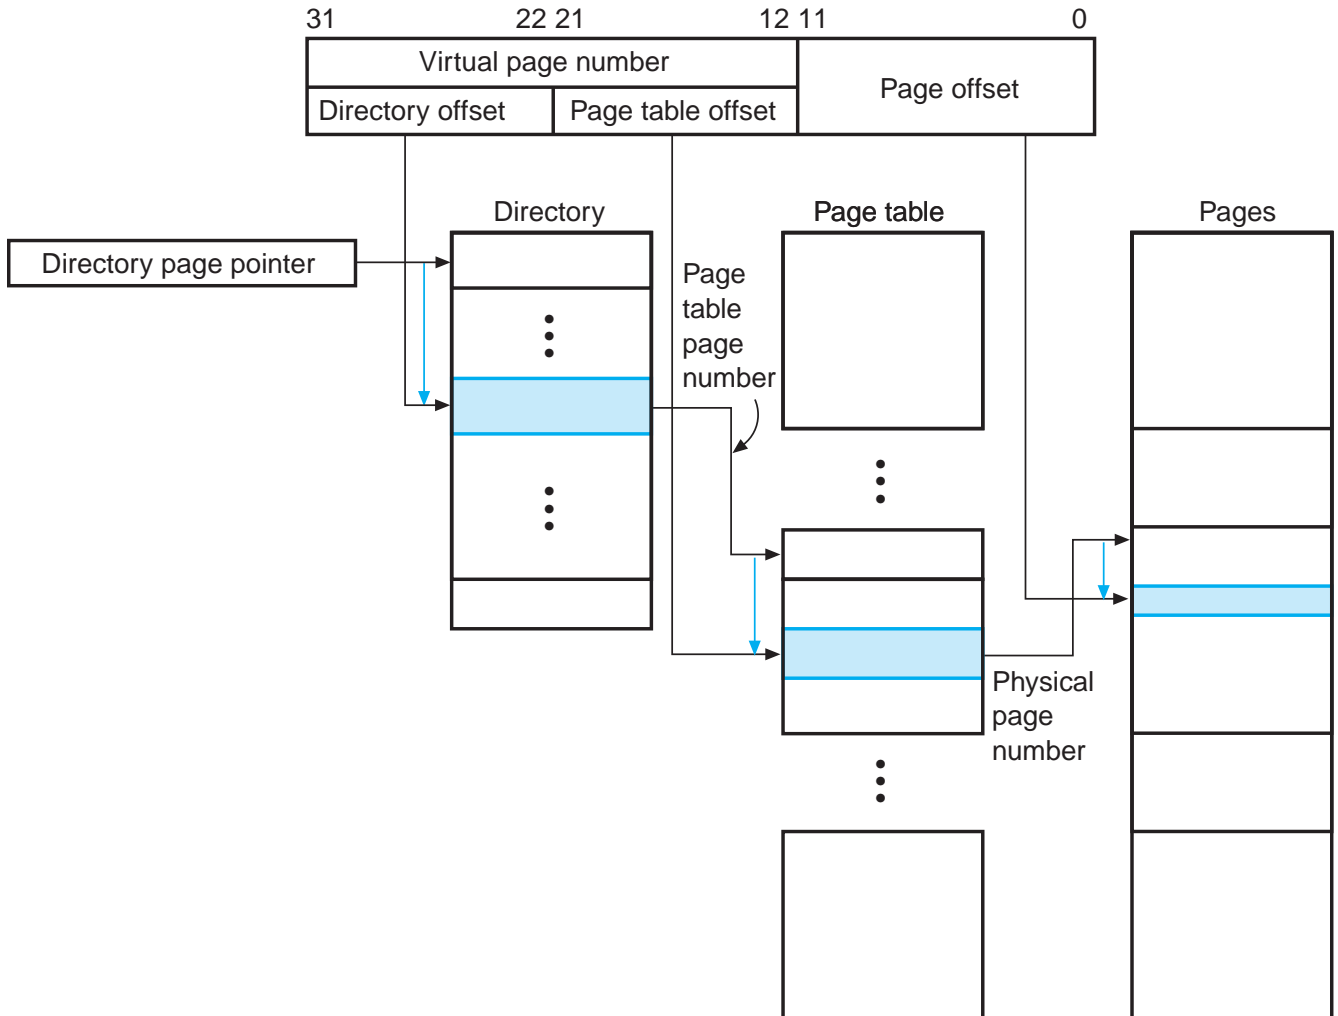 31 22 21 12 11 0
Virtual page number
Page offset
Directory offset
Page table offset
Directory
Page table
Pages
Directory page pointer
Page
table
page
number
Physical
page
number